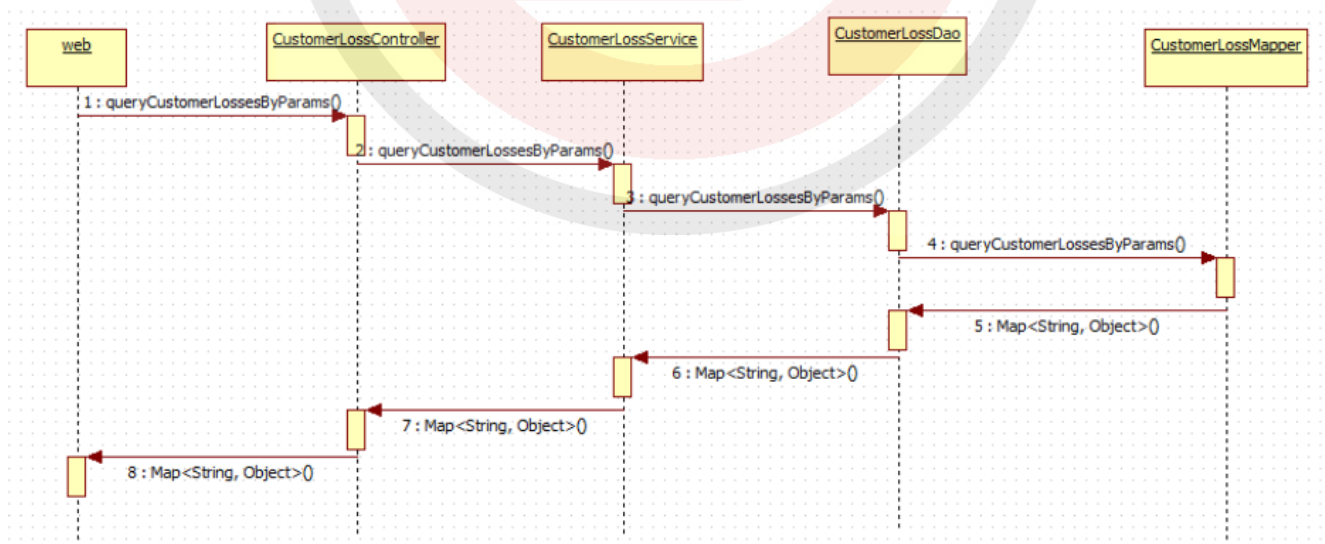 web
CustomerLossController
CustomerLossService
CustomerLossDao
CustomerLossMapper
1 : queryCustomerLossesByParams()
2 : queryCustomerLossesByParams()
3 : queryCustomerLossesByParams()
4 : queryCustomerLossesByParams()
5 : Map<String, Object>()
6 : Map<String, Object>()
7 : Map<String, Object>()
8 : Map<String, Object>()